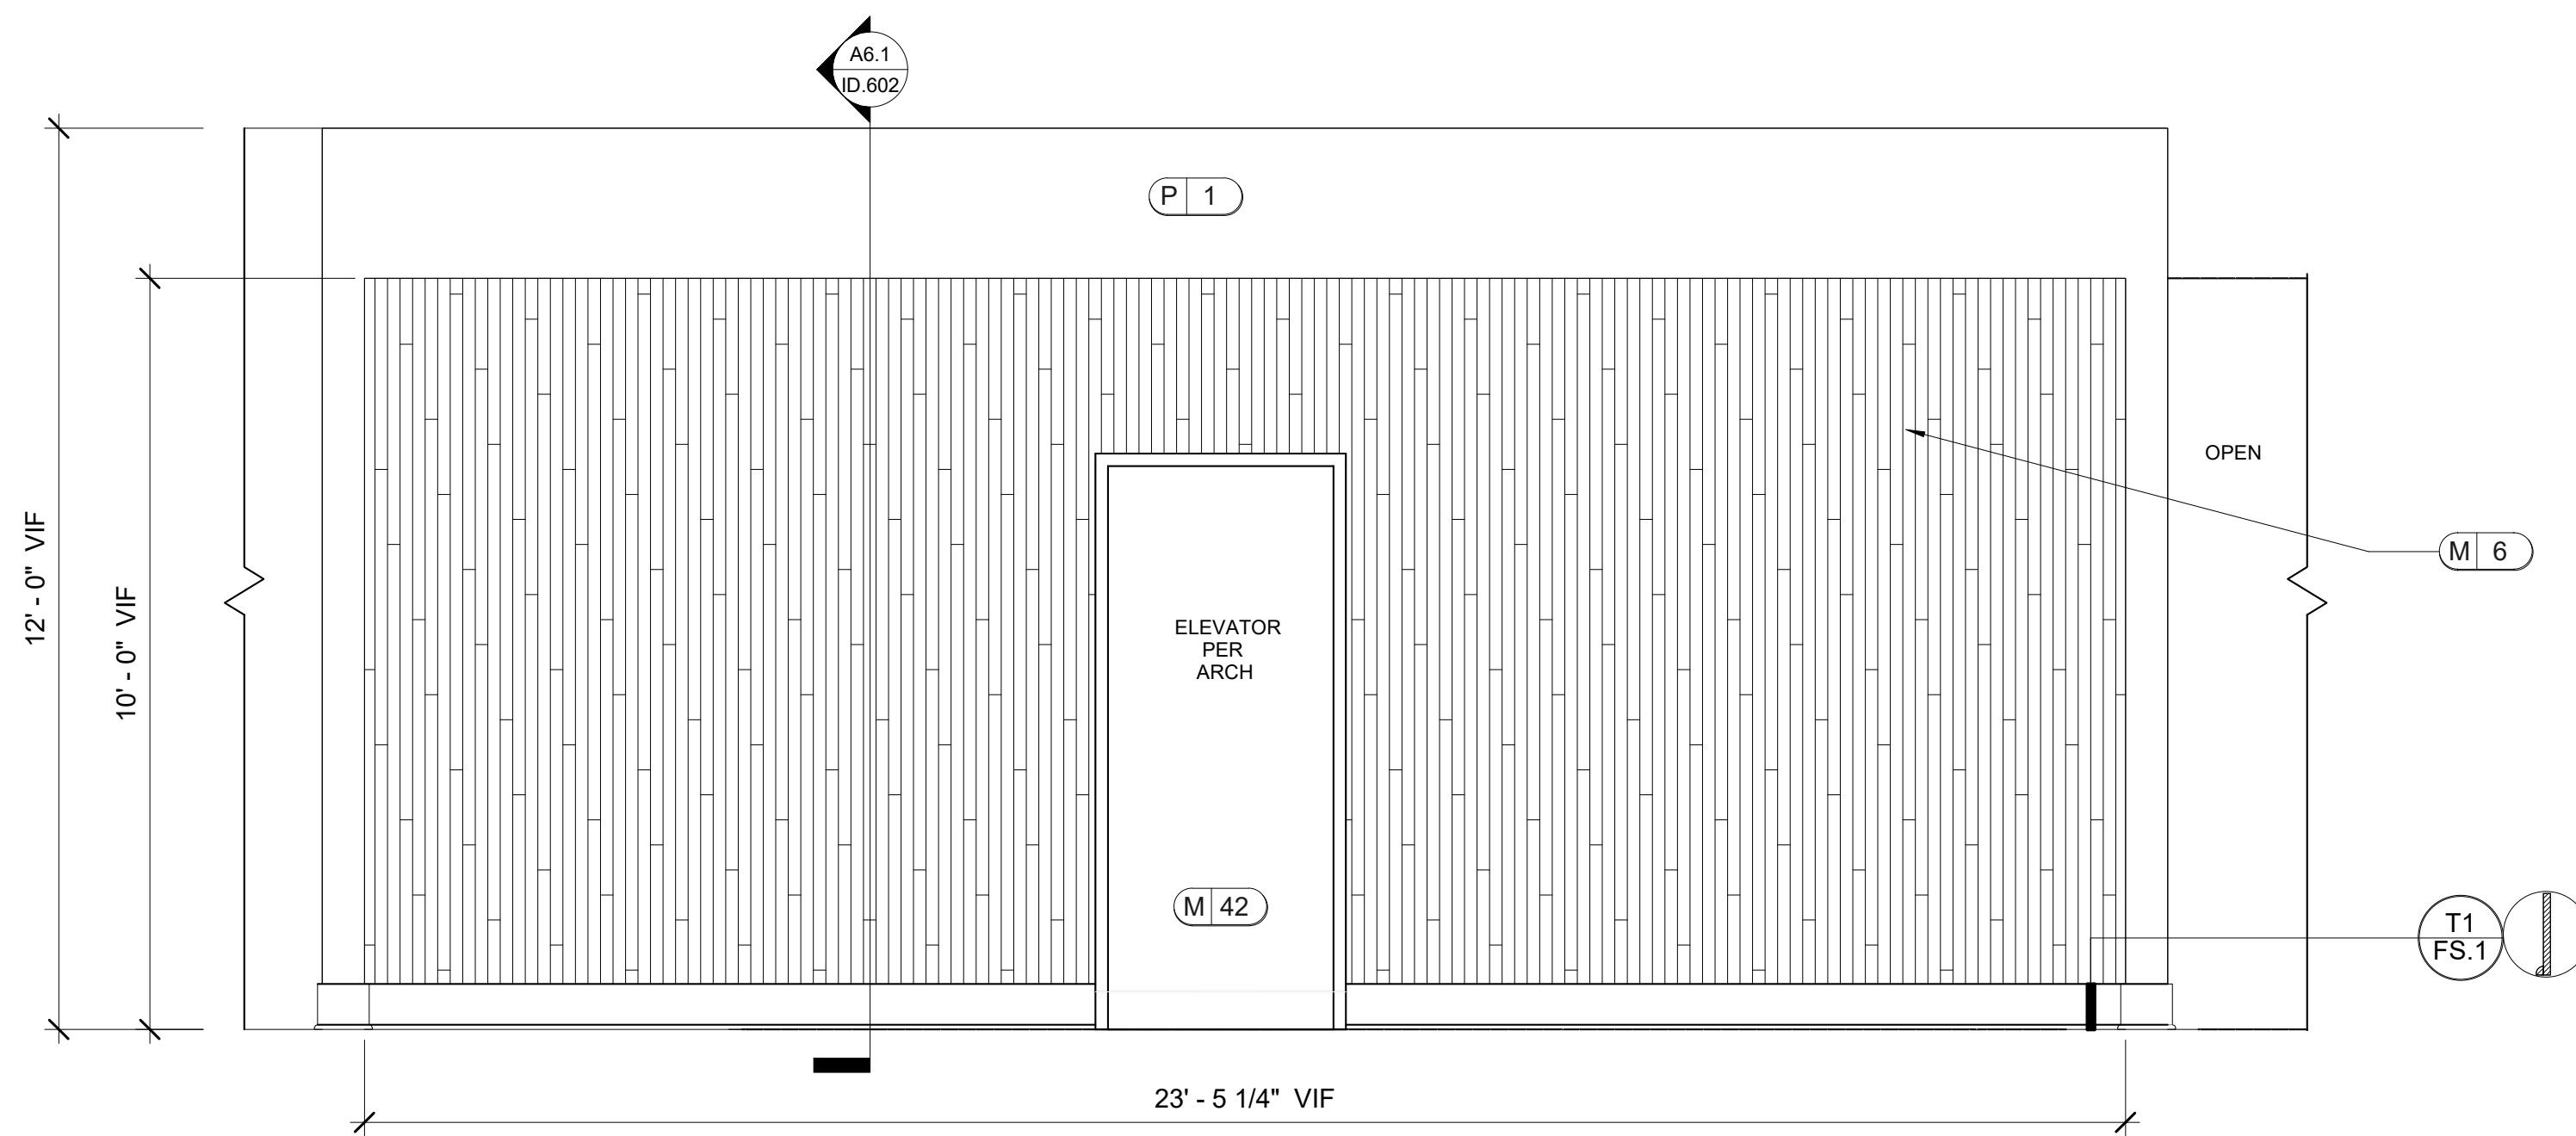 A6.1
ID.602
P 1
12' - 0" VIF
10' - 0" VIF
OPEN
M 6
ELEVATOR
PER
ARCH
M 42
T1
FS.1
23' - 5 1/4" VIF